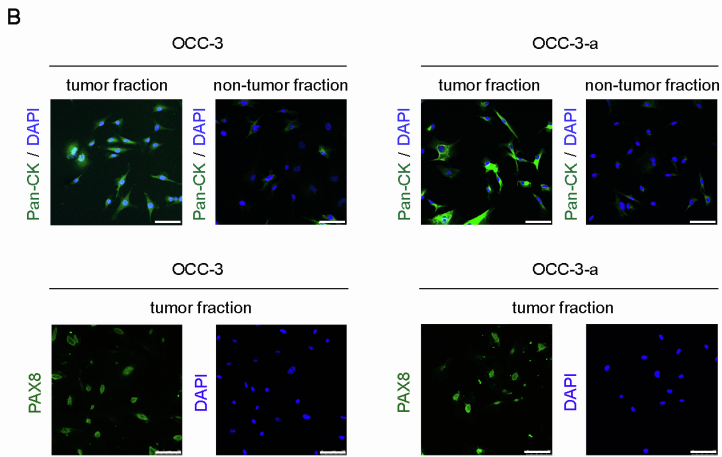 B
OCC-3
OCC-3-a
tumor fraction
non-tumor fraction
tumor fraction
non-tumor fraction
Pan-CK / DAPI
Pan-CK / DAPI
Pan-CK / DAPI
Pan-CK / DAPI
OCC-3
OCC-3-a
tumor fraction
tumor fraction
PAX8
DAPI
PAX8
DAPI